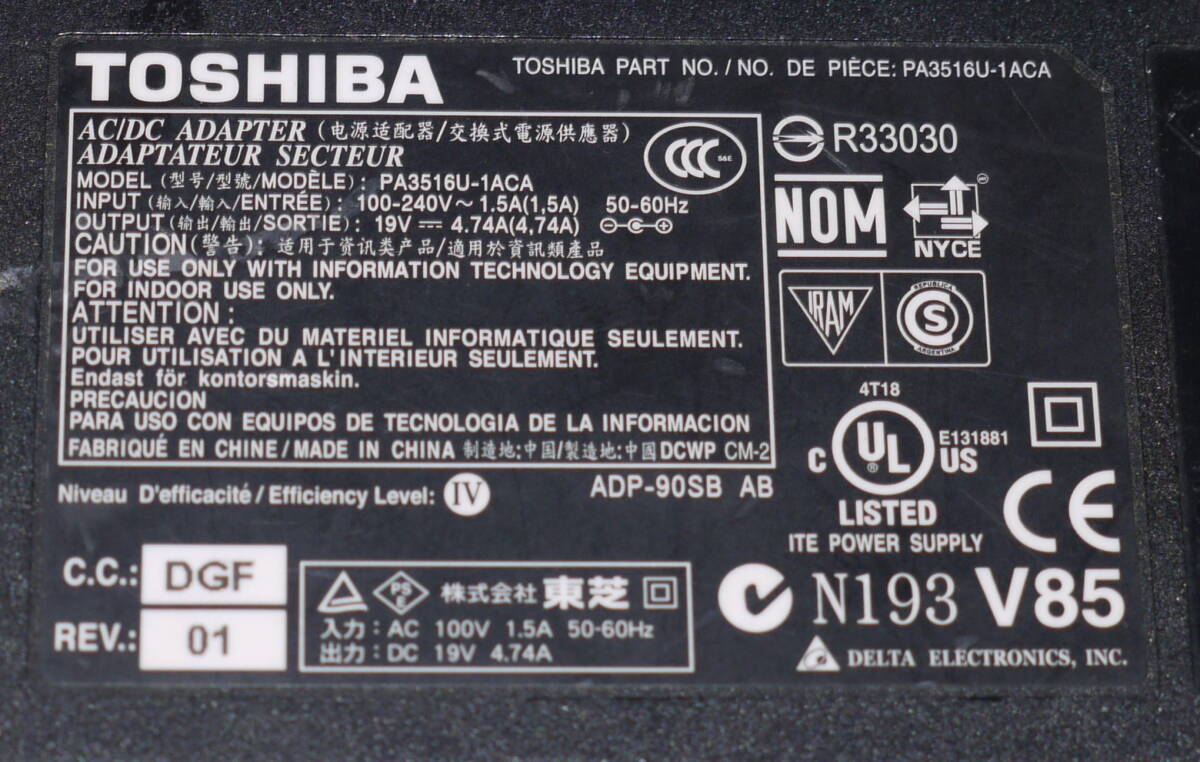 TOSHIBA
TOSHIBA PART NO. / NO. DE PIÈCE: PA3516U-1ACA
AC/DC ADAPTER (电源适配器/交换式電源供應器)
ADAPTATEUR SECTEUR
MODEL (型号/型號/MODÈLE): PA3516U-1ACA
INPUT (输入/輸入/ENTRÉE): 100-240V~ 1.5A(1,5A) 50-60Hz
OUTPUT(输出/輸出/SORTIE): 19V ⎓ 4.74A(4,74A)
CAUTION(警告): 适用于资讯类产品/適用於資訊類產品
FOR USE ONLY WITH INFORMATION TECHNOLOGY EQUIPMENT.
FOR INDOOR USE ONLY.
ATTENTION :
UTILISER AVEC DU MATERIEL INFORMATIQUE SEULEMENT.
POUR UTILISATION A L'INTERIEUR SEULEMENT.
Endast för kontorsmaskin.
PRECAUCION
PARA USO CON EQUIPOS DE TECNOLOGIA DE LA INFORMACION
FABRIQUÉ EN CHINE/MADE IN CHINA 制造地:中国/製造地:中國 DCWP CM-2
CCC S&E
R33030
NOM
NYCE
IRAM
REPUBLICA
S
ARGENTINA
4T18
C UL ® US
E131881
LISTED
ITE POWER SUPPLY
CE
Niveau D'efficacité / Efficiency Level: IV
ADP-90SB AB
C.C.: DGF
REV.: 01
PS
E
株式会社 東芝
入力：AC 100V 1.5A 50-60Hz
出力：DC 19V 4.74A
N193 V85
DELTA ELECTRONICS, INC.